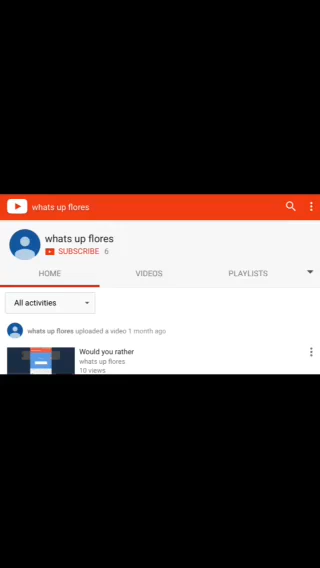 whats up flores
whats up flores
SUBSCRIBE 6
HOME VIDEOS PLAYLISTS
All activities
whats up flores uploaded a video 1 month ago
Would you rather
whats up flores
10 views